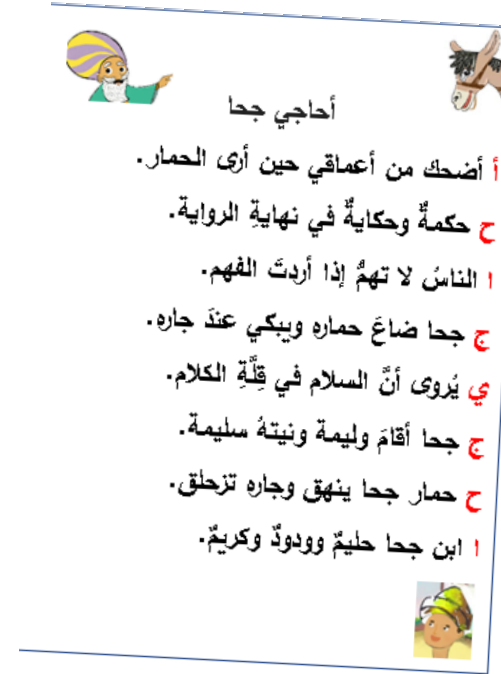 أحاجي جحا
أ أضحك من أعماقي حين أرى الحمار.
ح حكمةٌ وحكايةٌ في نهايةِ الرواية.
ا الناسُ لا تهمُّ إذا أردتَ الفهم.
ج جحا ضاعَ حماره ويبكي عندَ جاره.
ي يُروى أنَّ السلام في قِلَّةِ الكلام.
ج جحا أقامَ وليمة ونيتهُ سليمة.
ح حمار جحا ينهق وجاره تزحلق.
ا ابن جحا حليمٌ وودودٌ وكريمٌ.